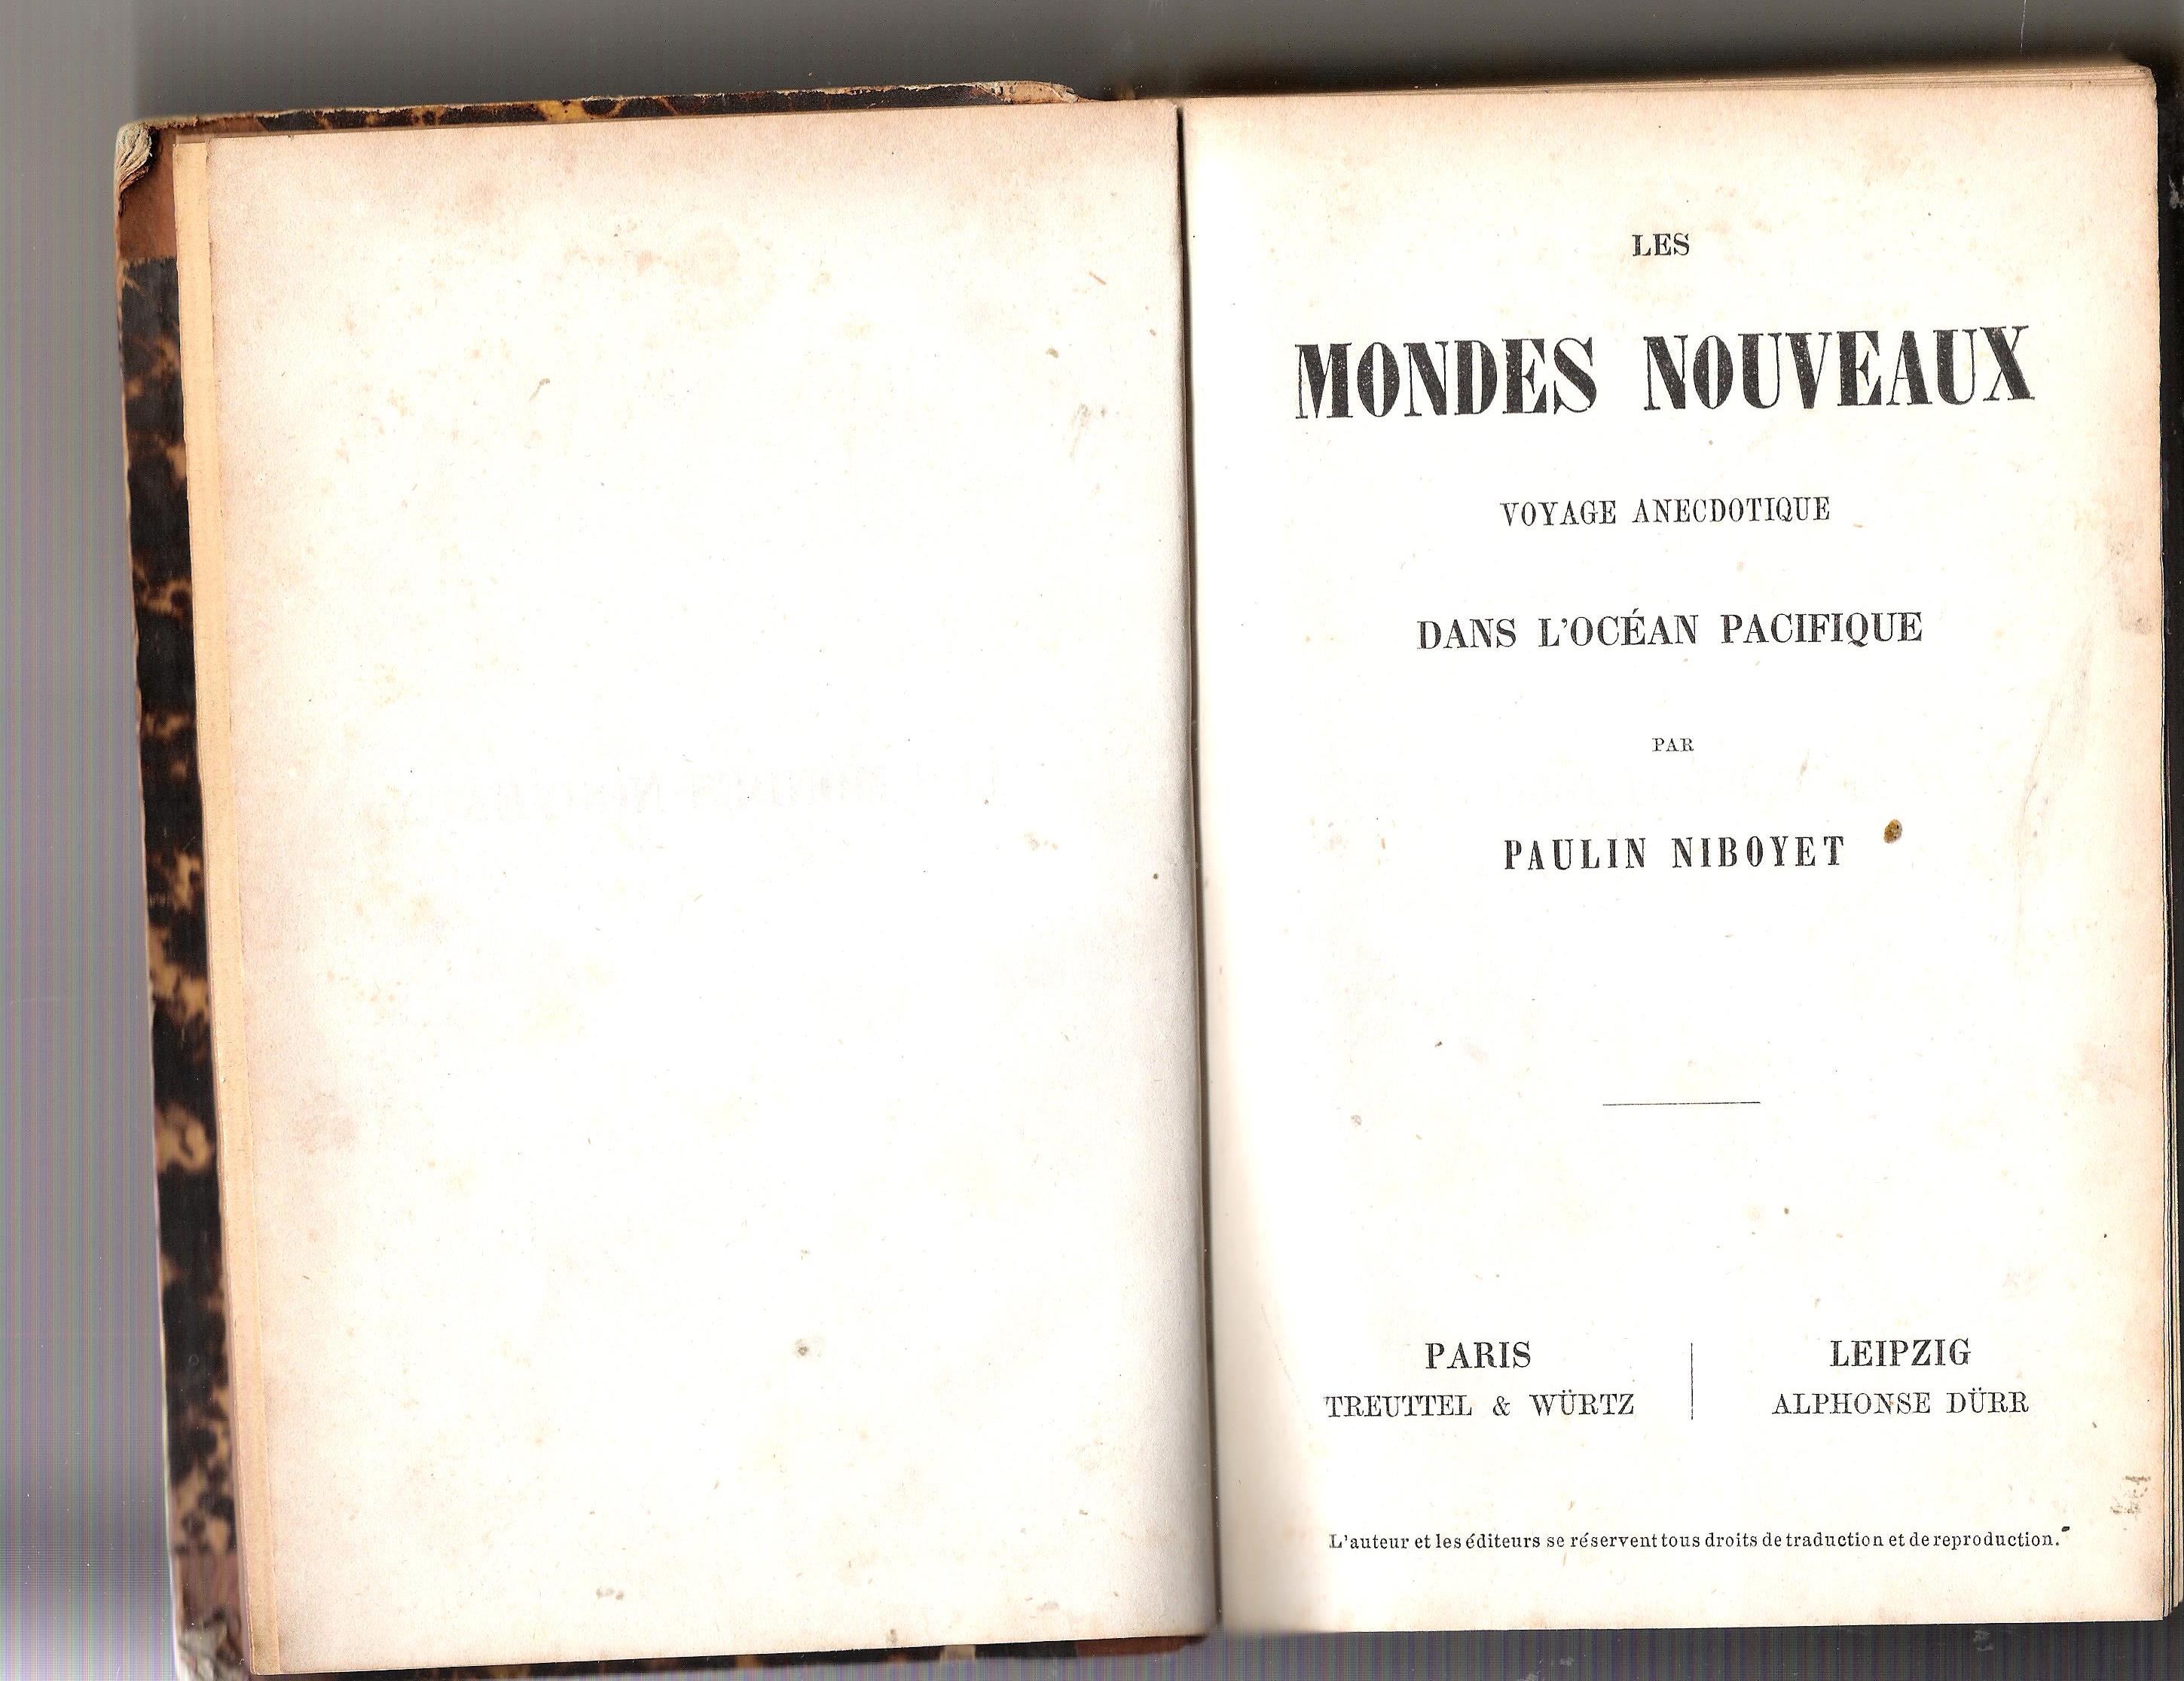 LES
MONDES NOUVEAUX
VOYAGE ANECDOTIQUE
DANS L'OCÉAN PACIFIQUE
PAR
PAULIN NIBOYET
PARIS
TREUTTEL & WÜRTZ
LEIPZIG
ALPHONSE DÜRR
L'auteur et les éditeurs se réservent tous droits de traduction et de reproduction.